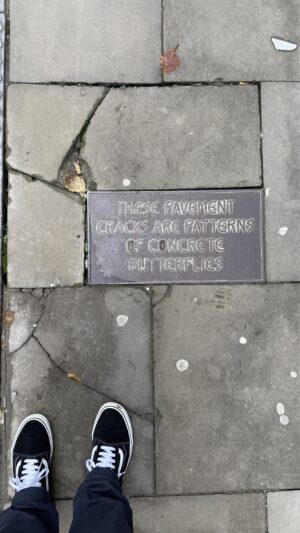 THESE PAVEMENT
CRACKS ARE PATTERNS
OF CONCRETE
BUTTERFLIES